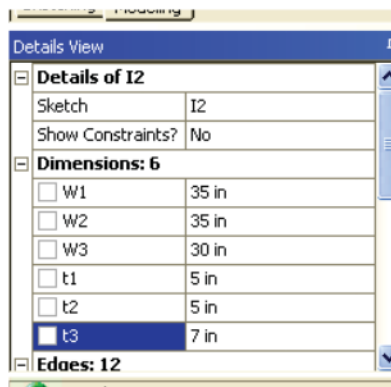 Sketching Modeling
Details View
Details of I2
Sketch I2
Show Constraints? No
Dimensions: 6
W1 35 in
W2 35 in
W3 30 in
t1 5 in
t2 5 in
t3 7 in
Edges: 12